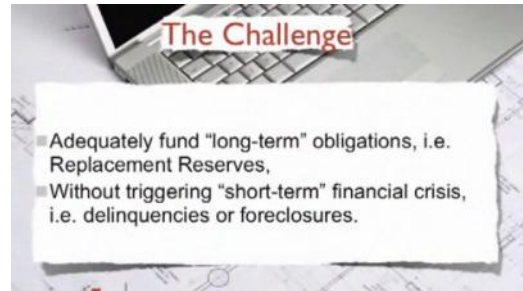 The Challenge
Adequately fund “long-term” obligations, i.e.
Replacement Reserves,
Without triggering “short-term” financial crisis,
i.e. delinquencies or foreclosures.